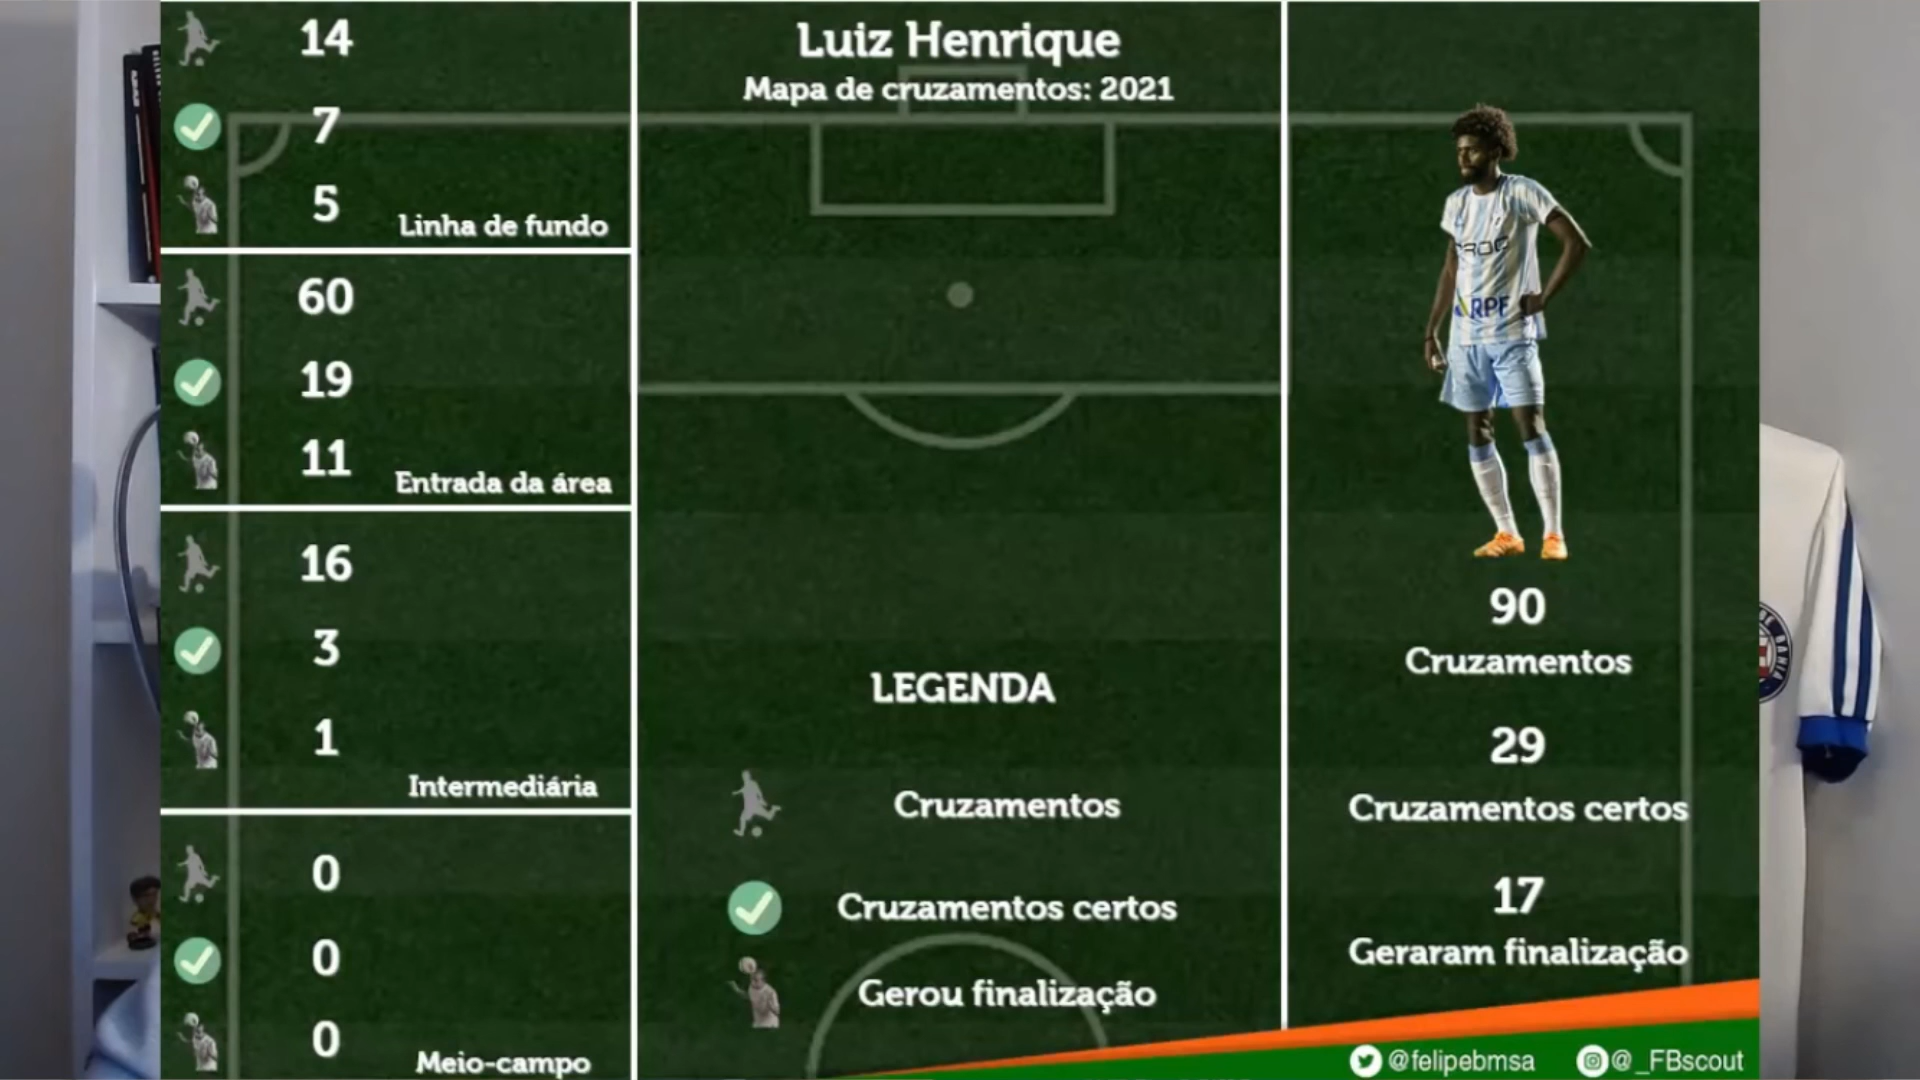 Luiz Henrique
Mapa de cruzamentos: 2021
14
7
5
Linha de fundo
60
19
11
Entrada da área
16
3
1
Intermediária
0
0
0
Meio-campo
LEGENDA
Cruzamentos
Cruzamentos certos
Gerou finalização
RPF
90
Cruzamentos
29
Cruzamentos certos
17
Geraram finalização
@felipebmsa
@_FBscout